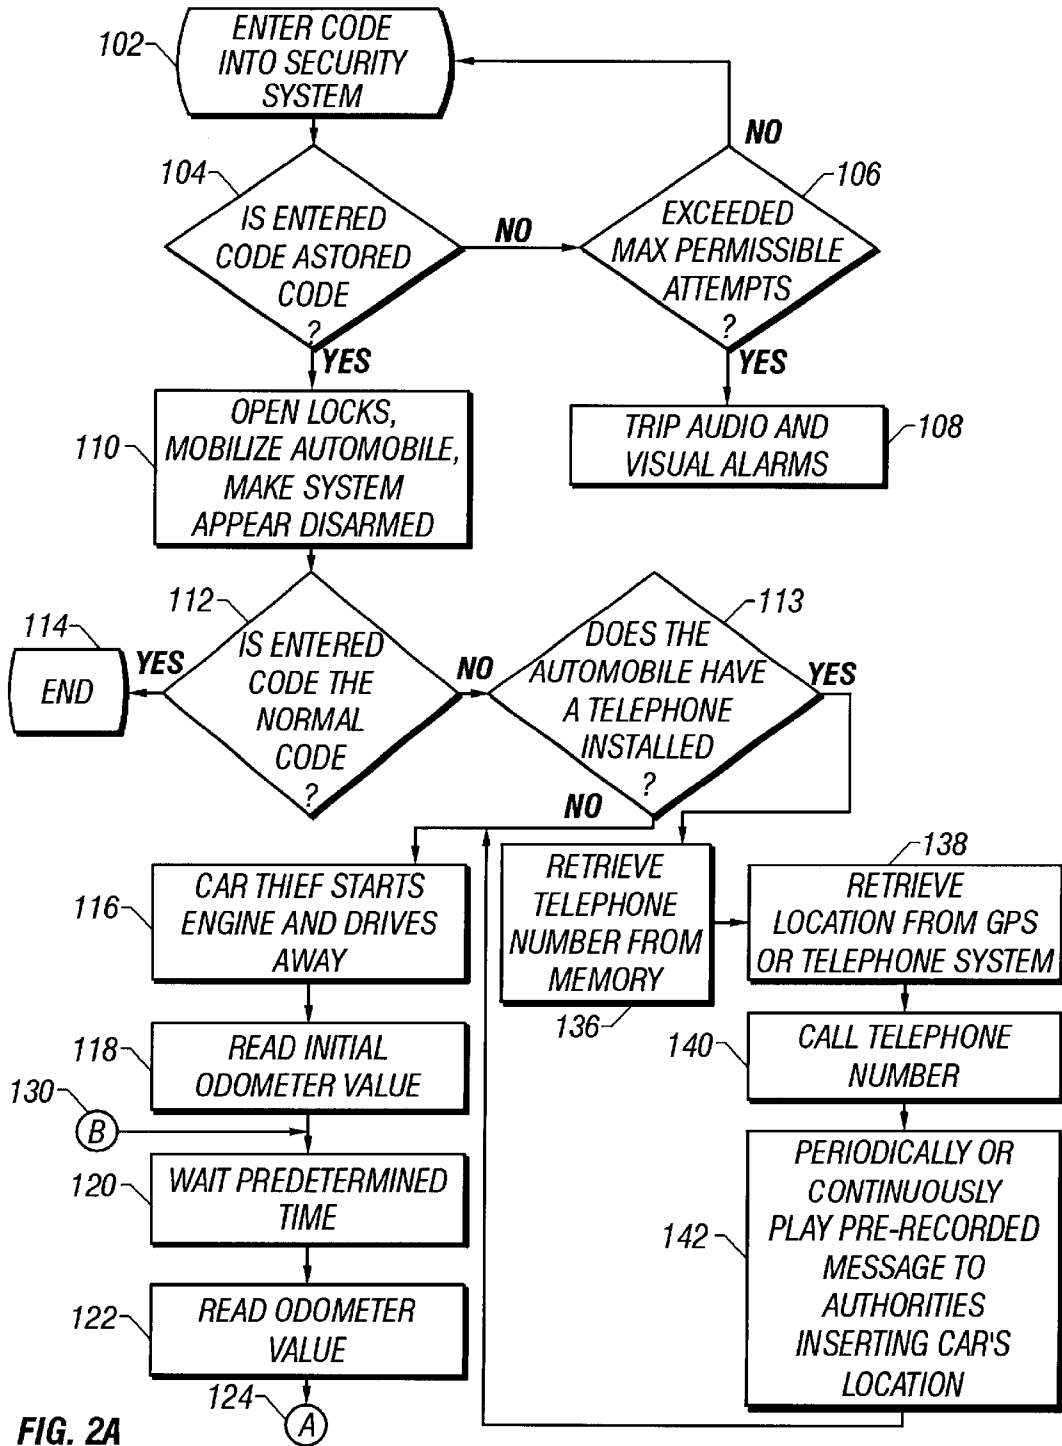 102
ENTER CODE
INTO SECURITY
SYSTEM
NO
104
IS ENTERED
CODE ASTORED
CODE
?
NO
106
EXCEEDED
MAX PERMISSIBLE
ATTEMPTS
?
YES
YES
110
OPEN LOCKS,
MOBILIZE AUTOMOBILE,
MAKE SYSTEM
APPEAR DISARMED
TRIP AUDIO AND
VISUAL ALARMS
108
112
IS ENTERED
CODE THE
NORMAL
CODE
?
YES
114
END
NO
113
DOES THE
AUTOMOBILE HAVE
A TELEPHONE
INSTALLED
?
YES
NO
116
CAR THIEF STARTS
ENGINE AND DRIVES
AWAY
RETRIEVE
TELEPHONE
NUMBER FROM
MEMORY
136
138
RETRIEVE
LOCATION FROM GPS
OR TELEPHONE SYSTEM
118
READ INITIAL
ODOMETER VALUE
140
CALL TELEPHONE
NUMBER
130
B
120
WAIT PREDETERMINED
TIME
142
PERIODICALLY OR
CONTINUOUSLY
PLAY PRE-RECORDED
MESSAGE TO
AUTHORITIES
INSERTING CAR'S
LOCATION
122
READ ODOMETER
VALUE
124
A
FIG. 2A